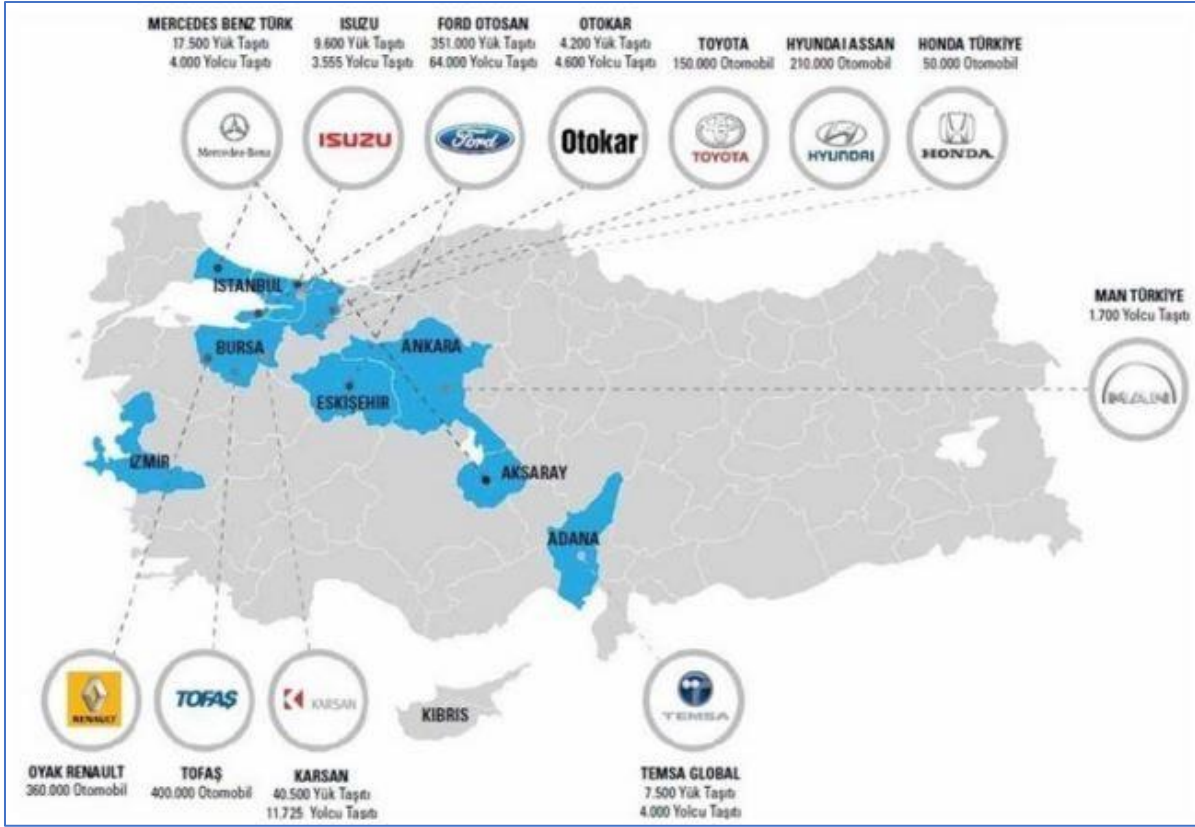 MERCEDES BENZ TÜRK
17.500 Yük Taşıtı
4.000 Yolcu Taşıtı
ISUZU
9.600 Yük Taşıtı
3.555 Yolcu Taşıtı
FORD OTOSAN
351.000 Yük Taşıtı
64.000 Yolcu Taşıtı
OTOKAR
4.200 Yük Taşıtı
4.600 Yolcu Taşıtı
TOYOTA
150.000 Otomobil
HYUNDAI ASSAN
210.000 Otomobil
HONDA TÜRKİYE
50.000 Otomobil
Mercedes-Benz
ISUZU
Ford
Otokar
TOYOTA
HYUNDAI
HONDA
İSTANBUL
BURSA
ANKARA
ESKİŞEHİR
İZMİR
AKSARAY
ADANA
KIBRIS
MAN TÜRKİYE
1.700 Yolcu Taşıtı
MAN
RENAULT
TOFAŞ
KARSAN
TEMSA
OYAK RENAULT
360.000 Otomobil
TOFAŞ
400.000 Otomobil
KARSAN
40.500 Yük Taşıtı
11.725 Yolcu Taşıtı
TEMSA GLOBAL
7.500 Yük Taşıtı
4.000 Yolcu Taşıtı